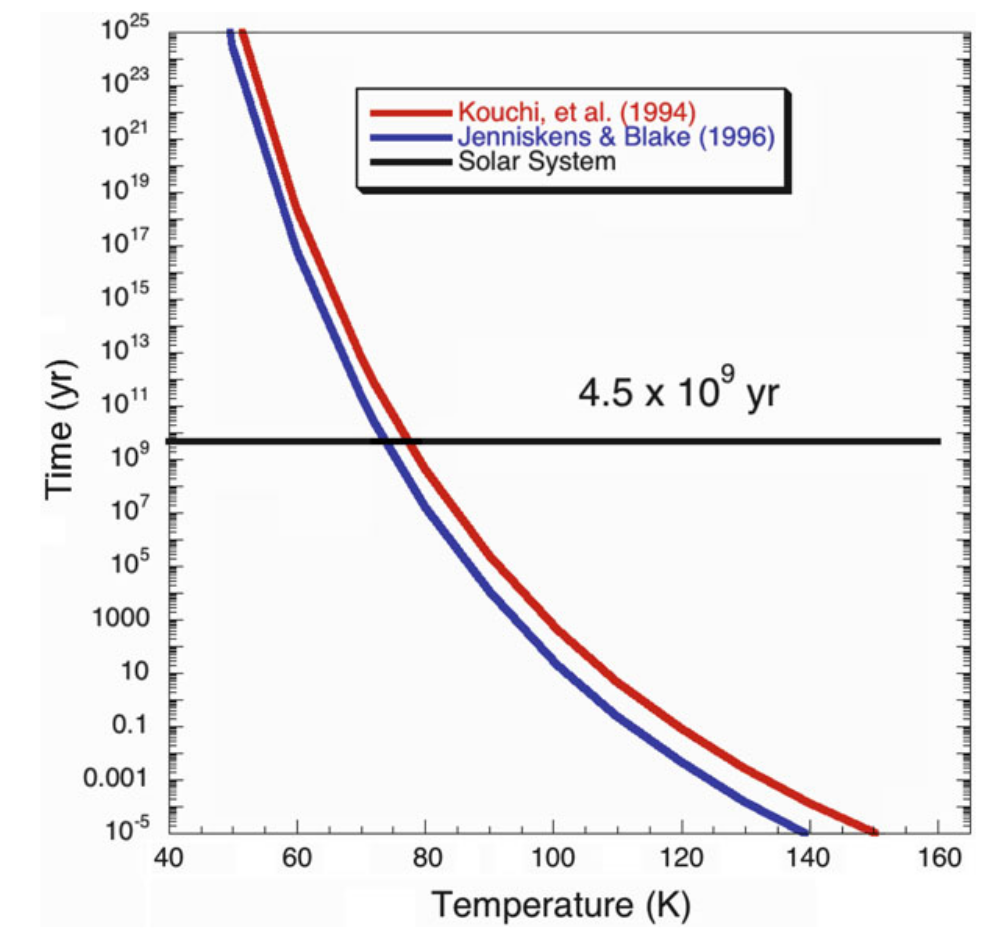 10^25
10^23
10^21
10^19
10^17
10^15
10^13
10^11
10^9
10^7
10^5
1000
10
0.1
0.001
10^-5
Time (yr)
Kouchi, et al. (1994)
Jenniskens & Blake (1996)
Solar System
4.5 x 10^9 yr
40 60 80 100 120 140 160
Temperature (K)